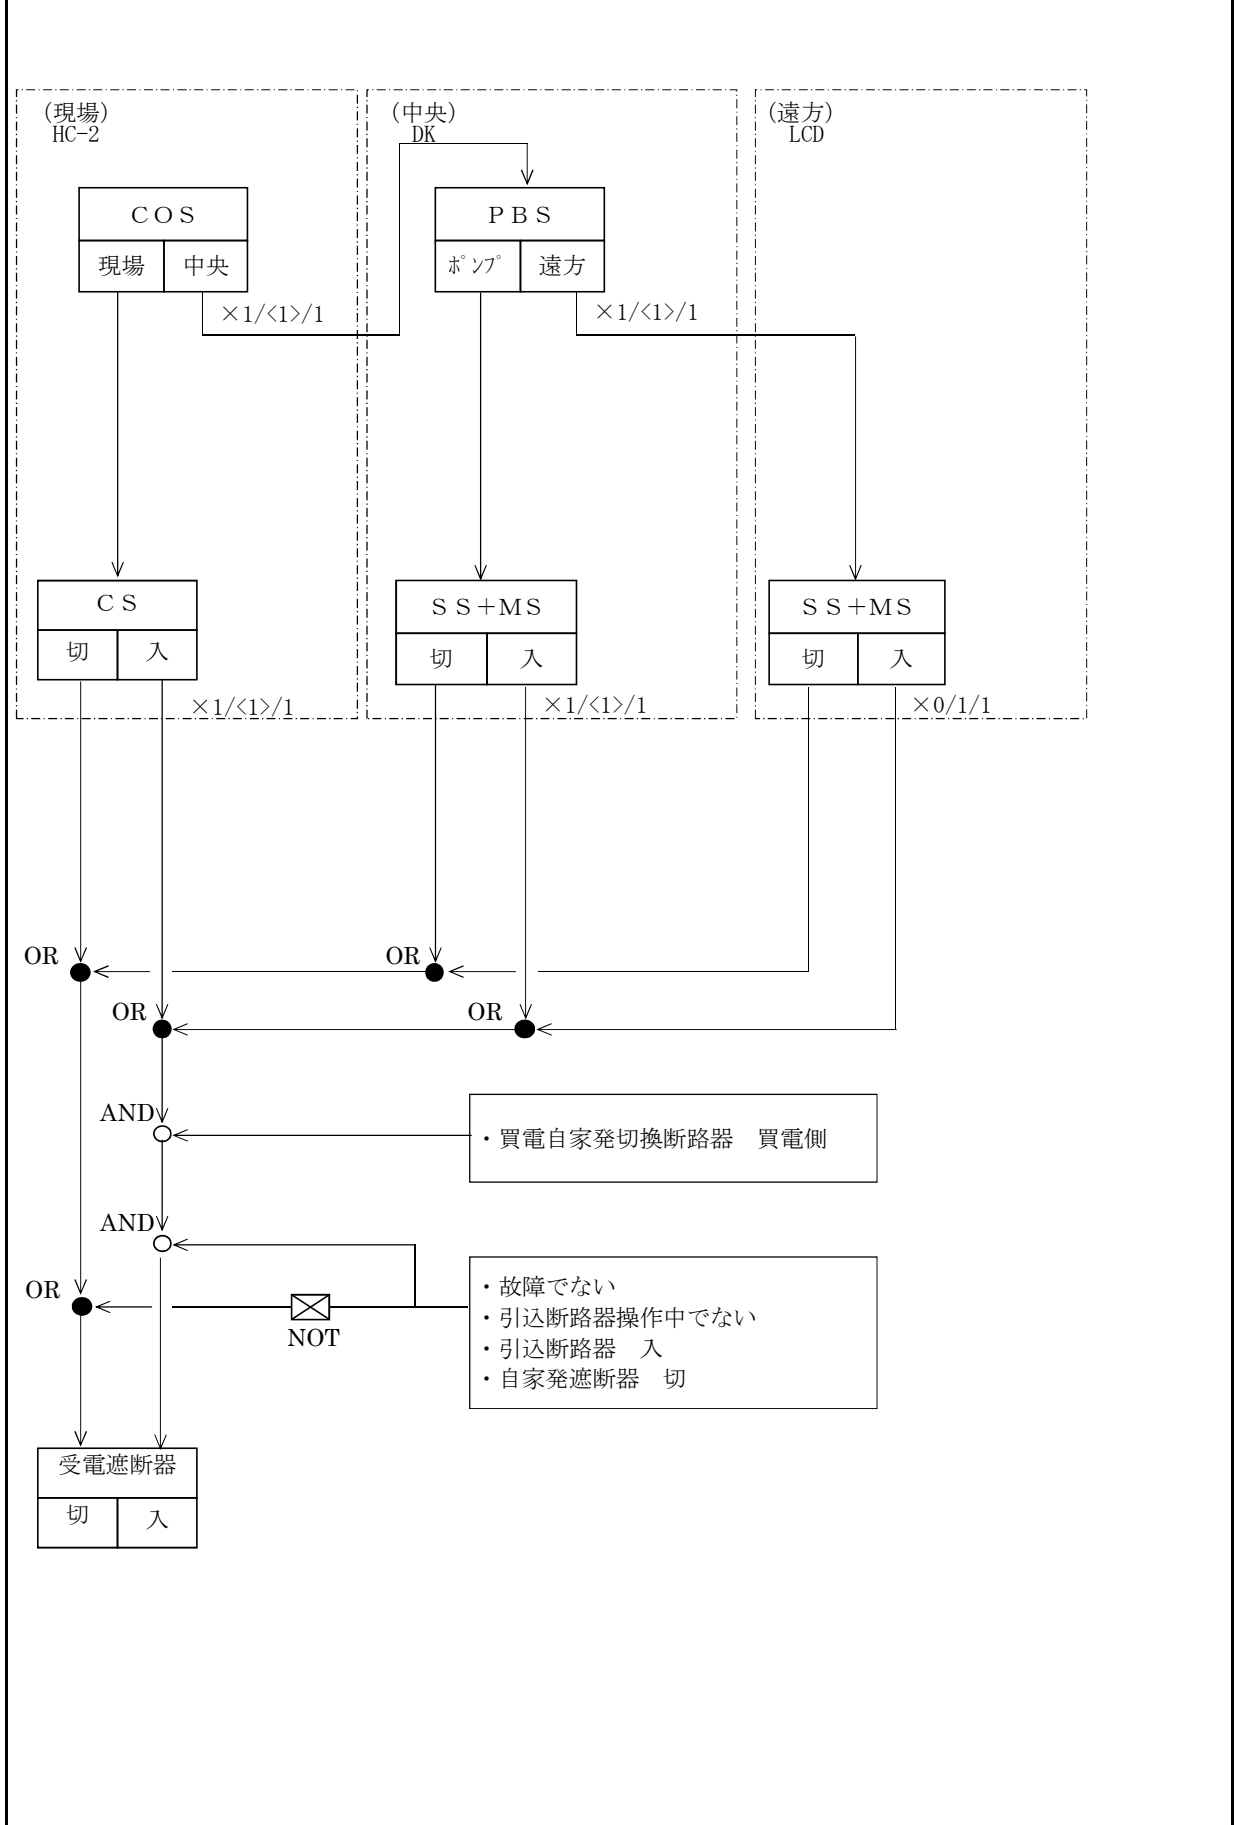 (現場)
HC-2
(中央)
DK
(遠方)
LCD
COS
現場 中央
×1/<1>/1
PBS
ﾎﾟﾝﾌﾟ 遠方
×1/<1>/1
CS
切 入
×1/<1>/1
SS+MS
切 入
×1/<1>/1
SS+MS
切 入
×0/1/1
OR
OR
OR
OR
AND
・買電自家発切換断路器　買電側
AND
OR
NOT
・故障でない
・引込断路器操作中でない
・引込断路器　入
・自家発遮断器　切
受電遮断器
切 入